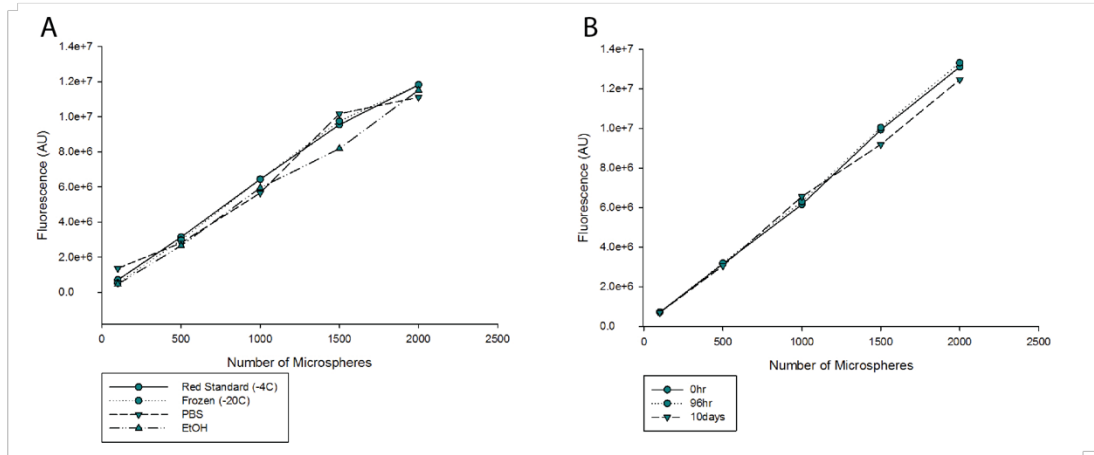 A
1.4e+7
1.2e+7
1.0e+7
8.0e+6
6.0e+6
4.0e+6
2.0e+6
0.0
Fluorescence (AU)
0 500 1000 1500 2000 2500
Number of Microspheres
Red Standard (-4C)
Frozen (-20C)
PBS
EtOH
B
1.4e+7
1.2e+7
1.0e+7
8.0e+6
6.0e+6
4.0e+6
2.0e+6
0.0
Fluorescence (AU)
0 500 1000 1500 2000 2500
Number of Microspheres
0hr
96hr
10days